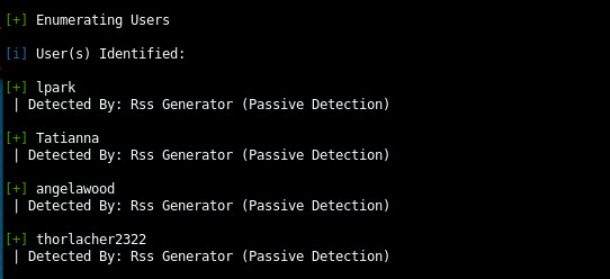 [+] Enumerating Users
[i] User(s) Identified:
[+] lpark
| Detected By: Rss Generator (Passive Detection)
[+] Tatianna
| Detected By: Rss Generator (Passive Detection)
[+] angelawood
| Detected By: Rss Generator (Passive Detection)
[+] thorlacher2322
| Detected By: Rss Generator (Passive Detection)